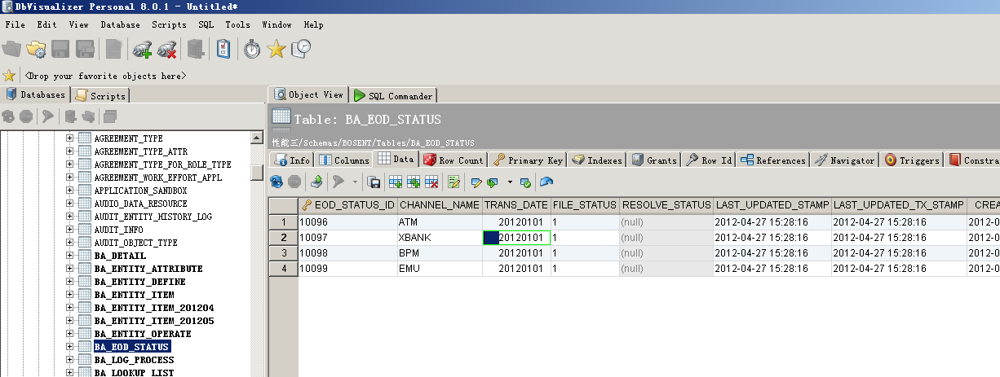 DbVisualizer Personal 8.0.1 - Untitled*
File Edit View Database Scripts SQL Tools Window Help
<Drop your favorite objects here>
Databases Scripts
Object View SQL Commander
Table: BA_EOD_STATUS
性能三/Schemas/BOSENT/Tables/BA_EOD_STATUS
Info Columns Data Row Count Primary Key Indexes Grants Row Id References Navigator Triggers Constra
AGREEMENT_TYPE
AGREEMENT_TYPE_ATTR
AGREEMENT_TYPE_FOR_ROLE_TYPE
AGREEMENT_WORK_EFFORT_APPL
APPLICATION_SANDBOX
AUDIO_DATA_RESOURCE
AUDIT_ENTITY_HISTORY_LOG
AUDIT_INFO
AUDIT_OBJECT_TYPE
BA_DETAIL
BA_ENTITY_ATTRIBUTE
BA_ENTITY_DEFINE
BA_ENTITY_ITEM
BA_ENTITY_ITEM_201204
BA_ENTITY_ITEM_201205
BA_ENTITY_OPERATE
BA_EOD_STATUS
BA_LOG_PROCESS
BA_LOOKUP_LIST
EOD_STATUS_ID CHANNEL_NAME TRANS_DATE FILE_STATUS RESOLVE_STATUS LAST_UPDATED_STAMP LAST_UPDATED_TX_STAMP CREA
1 10096 ATM 20120101 1 (null) 2012-04-27 15:28:16 2012-04-27 15:28:16 2012-0
2 10097 XBANK 20120101 1 (null) 2012-04-27 15:28:16 2012-04-27 15:28:16 2012-0
3 10098 BPM 20120101 1 (null) 2012-04-27 15:28:16 2012-04-27 15:28:16 2012-0
4 10099 EMU 20120101 1 (null) 2012-04-27 15:28:16 2012-04-27 15:28:16 2012-0